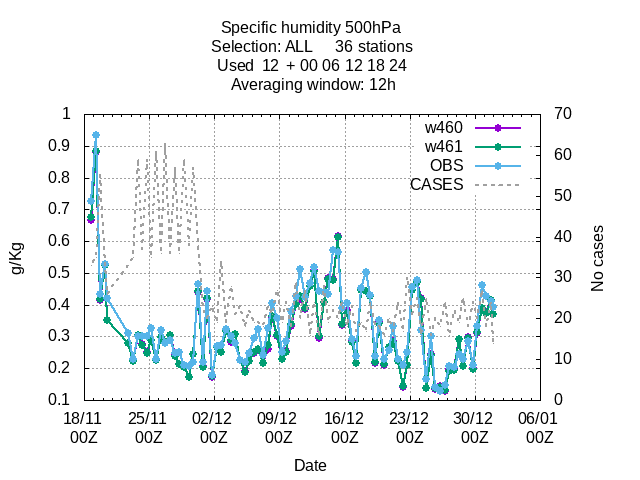 Specific humidity 500hPa
Selection: ALL     36 stations
Used  12  + 00 06 12 18 24
Averaging window: 12h
w460
w461
OBS
CASES
1
0.9
0.8
0.7
0.6
0.5
0.4
0.3
0.2
0.1
g/Kg
70
60
50
40
30
20
10
0
No cases
18/11 25/11 02/12 09/12 16/12 23/12 30/12 06/01
00Z 00Z 00Z 00Z 00Z 00Z 00Z 00Z
Date